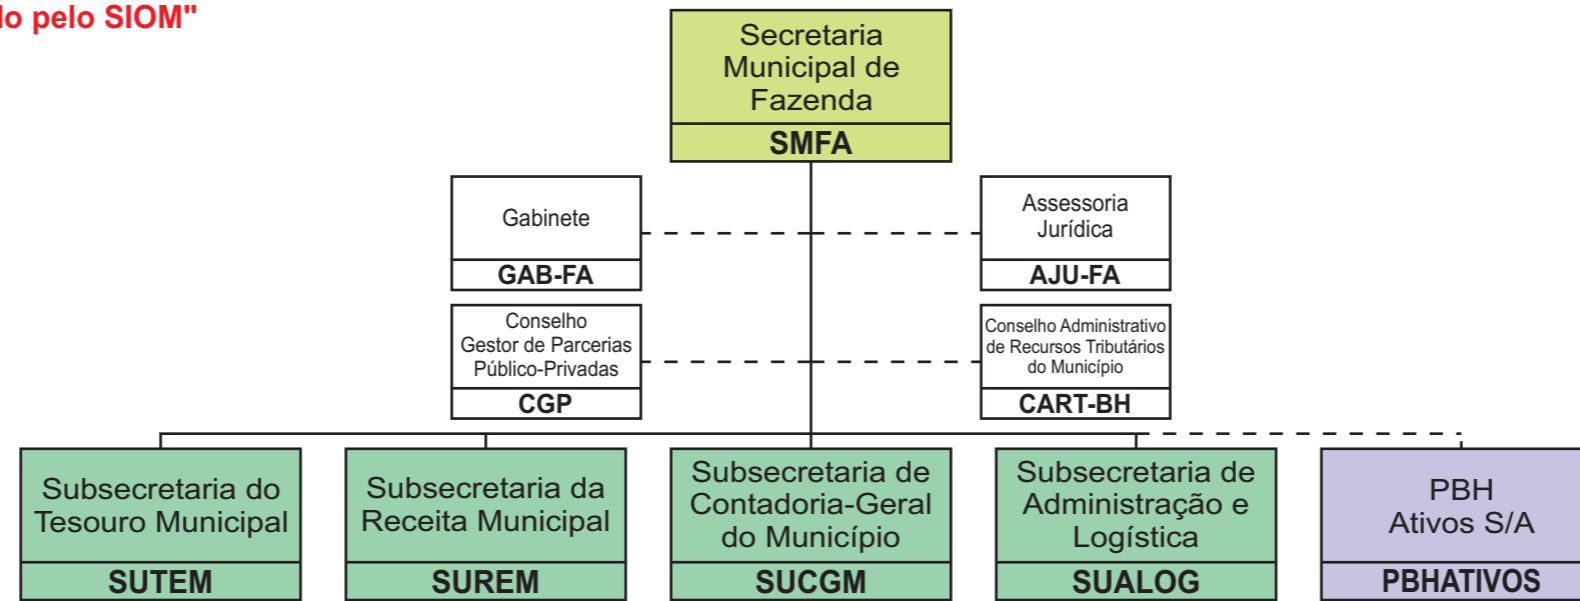 do pelo SIOM"
Secretaria
Municipal de
Fazenda
SMFA
Gabinete
GAB-FA
Assessoria
Jurídica
AJU-FA
Conselho
Gestor de Parcerias
Público-Privadas
CGP
Conselho Administrativo
de Recursos Tributários
do Município
CART-BH
Subsecretaria do
Tesouro Municipal
SUTEM
Subsecretaria da
Receita Municipal
SUREM
Subsecretaria de
Contadoria-Geral
do Município
SUCGM
Subsecretaria de
Administração e
Logística
SUALOG
PBH
Ativos S/A
PBHATIVOS